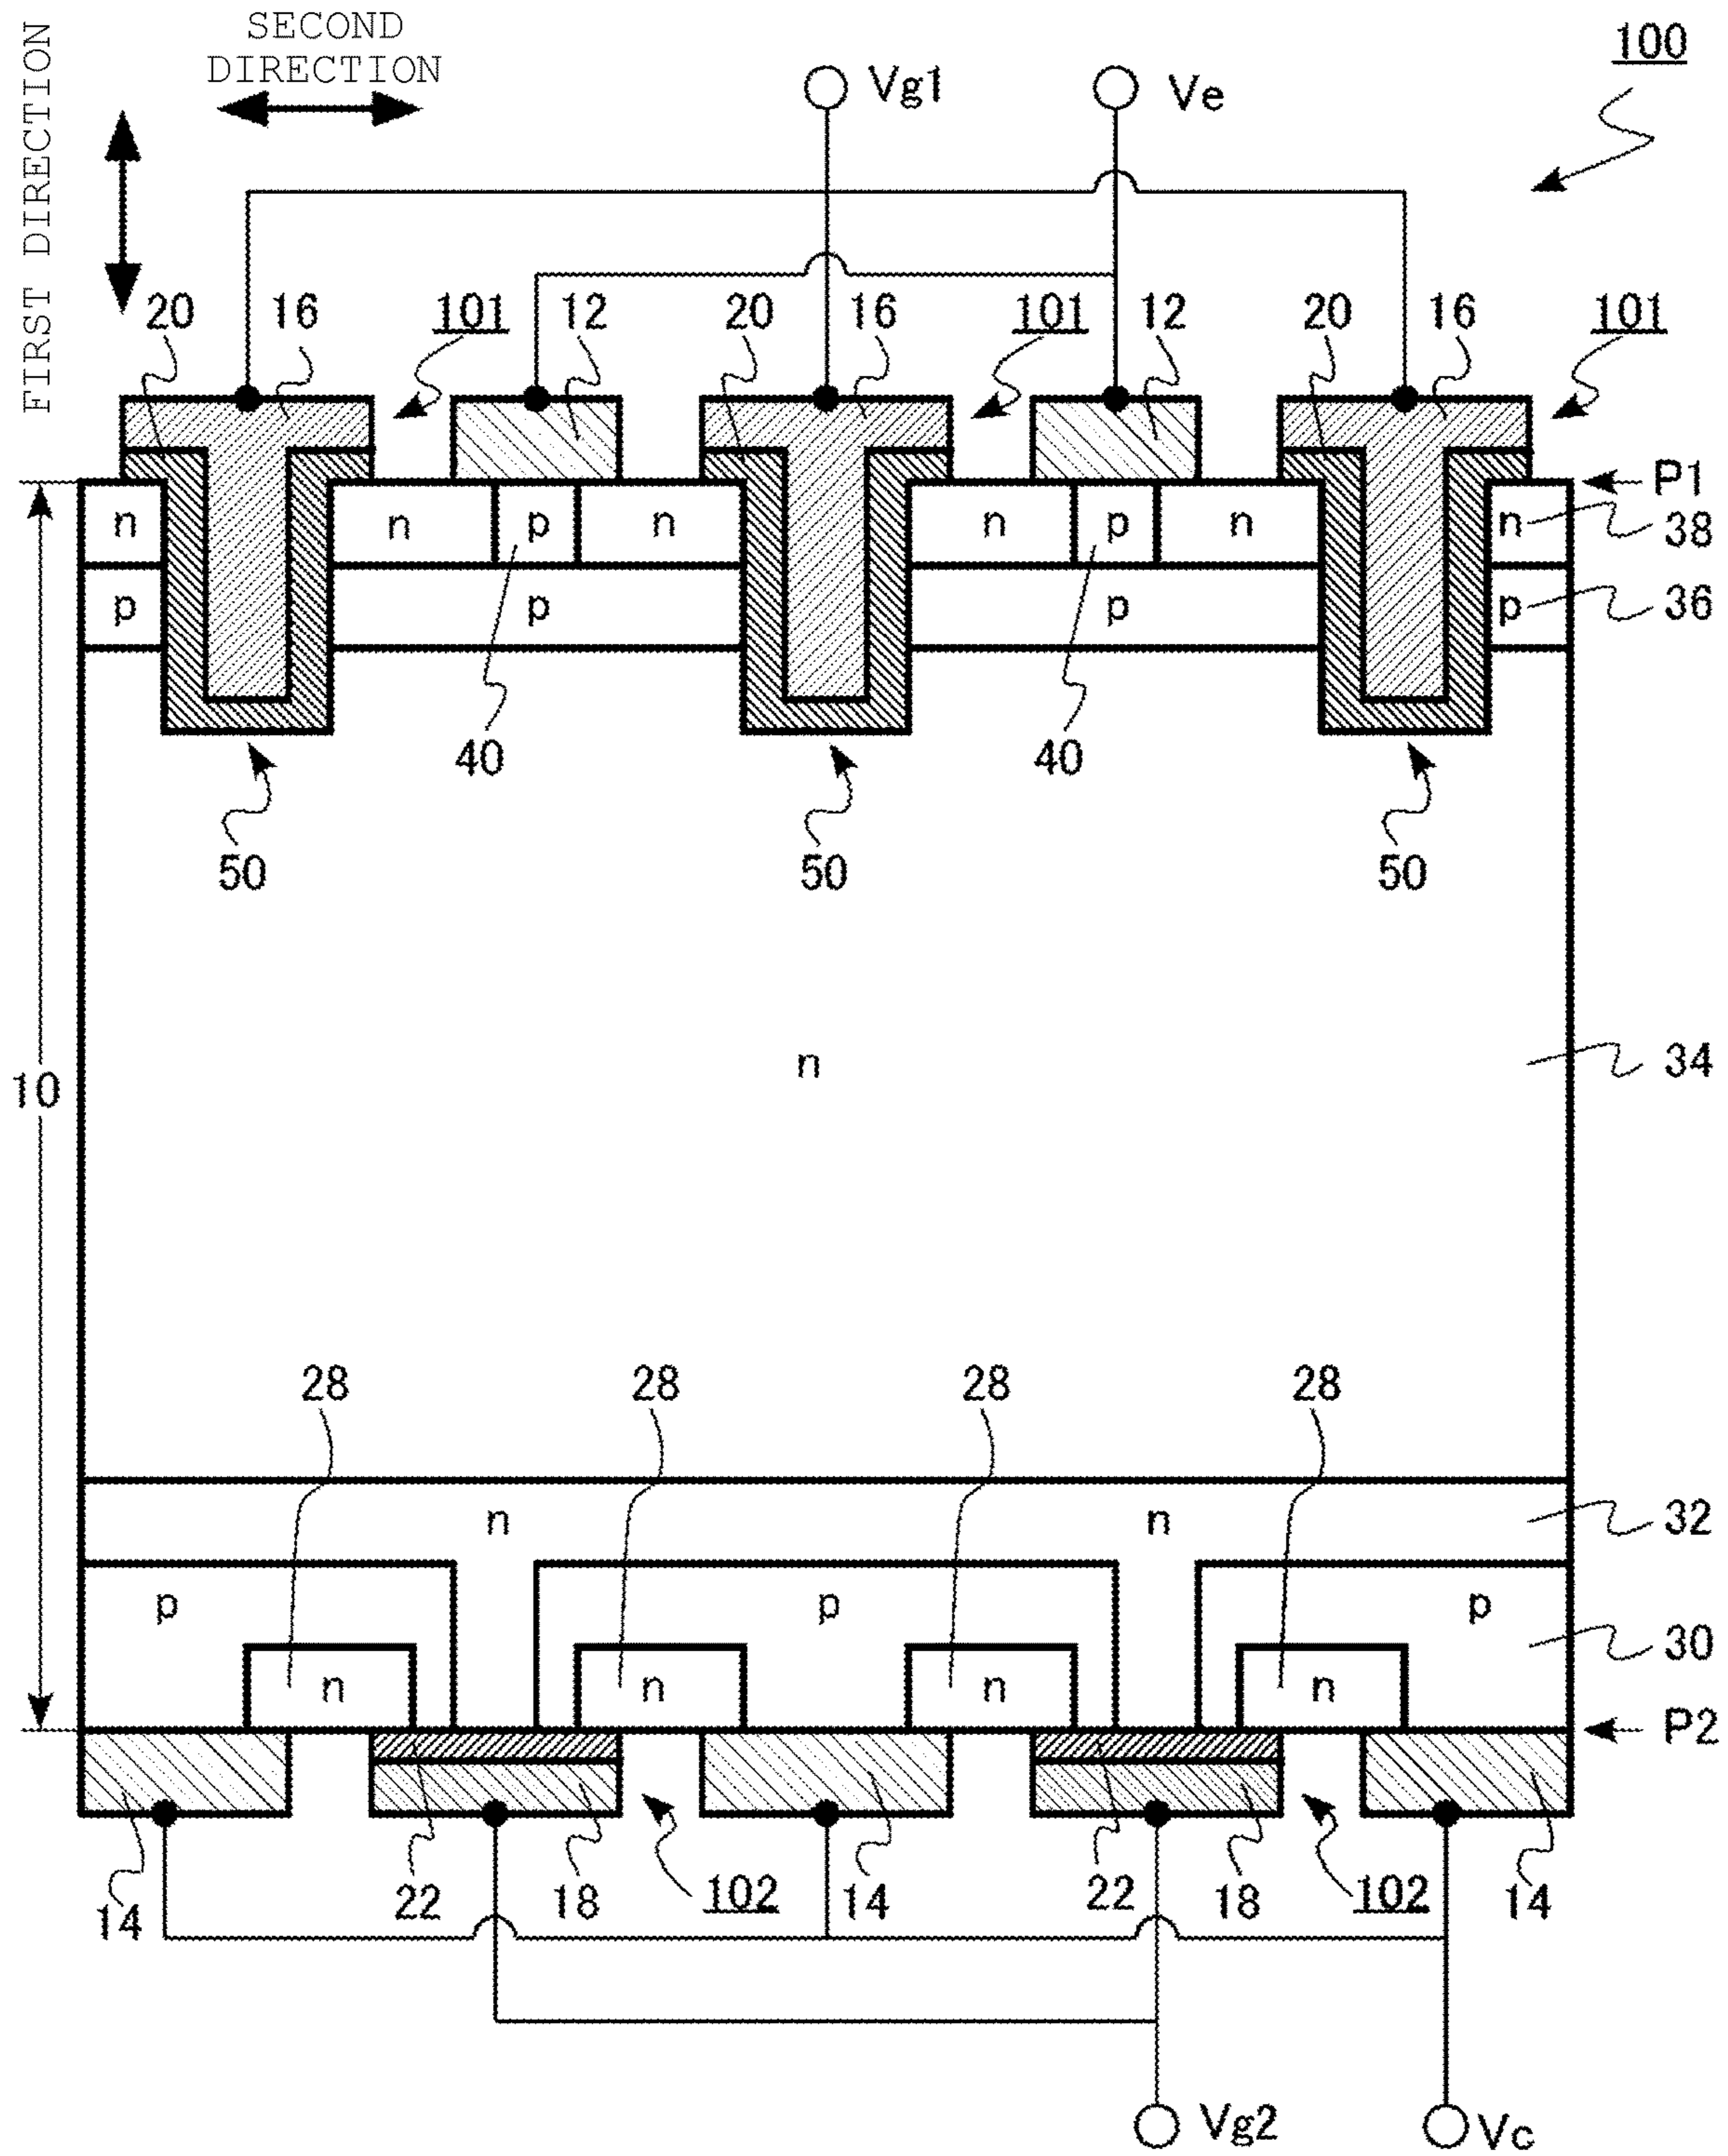 SECOND
DIRECTION
FIRST DIRECTION
Vg1
Ve
100
20
16
101
12
20
16
101
12
20
16
101
P1
n
n
p
n
n
p
n
n
38
p
p
p
p
36
40
40
50
50
50
10
n
34
28
28
28
28
n
n
32
p
p
p
30
n
n
n
n
P2
14
22
18
102
14
22
18
102
14
Vg2
Vc